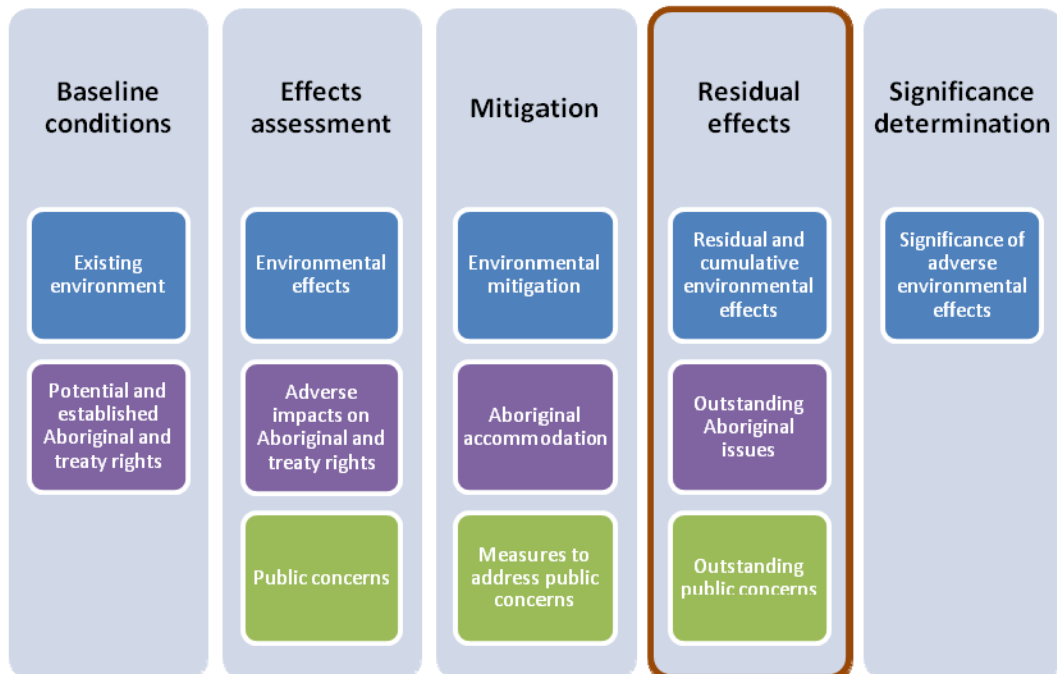 Baseline
conditions
Existing
environment
Potential and
established
Aboriginal and
treaty rights
Effects
assessment
Environmental
effects
Adverse
impacts on
Aboriginal and
treaty rights
Public concerns
Mitigation
Environmental
mitigation
Aboriginal
accommodation
Measures to
address public
concerns
Residual
effects
Residual and
cumulative
environmental
effects
Outstanding
Aboriginal
issues
Outstanding
public concerns
Significance
determination
Significance of
adverse
environmental
effects